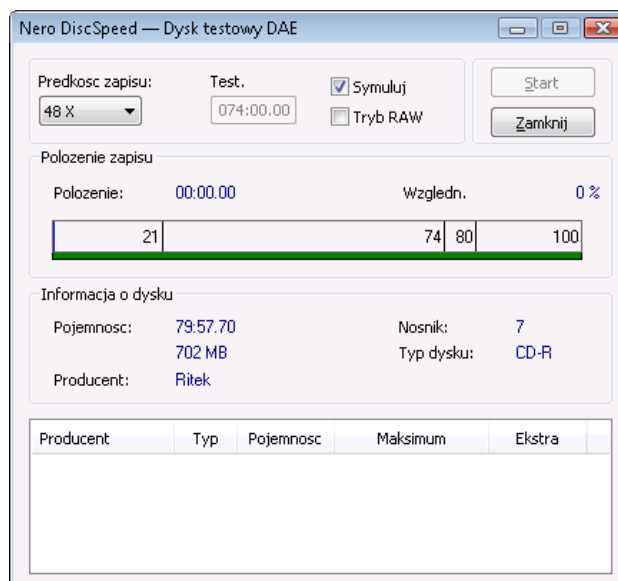 Nero DiscSpeed — Dysk testowy DAE
Predkosc zapisu: Test. Symuluj Start
48 X 074:00.00 Tryb RAW Zamknij
Polozenie zapisu
Polozenie: 00:00.00 Wzgledn. 0 %
21 74 80 100
Informacja o dysku
Pojemnosc: 79:57.70 Nosnik: 7
702 MB Typ dysku: CD-R
Producent: Ritek
Producent Typ Pojemnosc Maksimum Ekstra